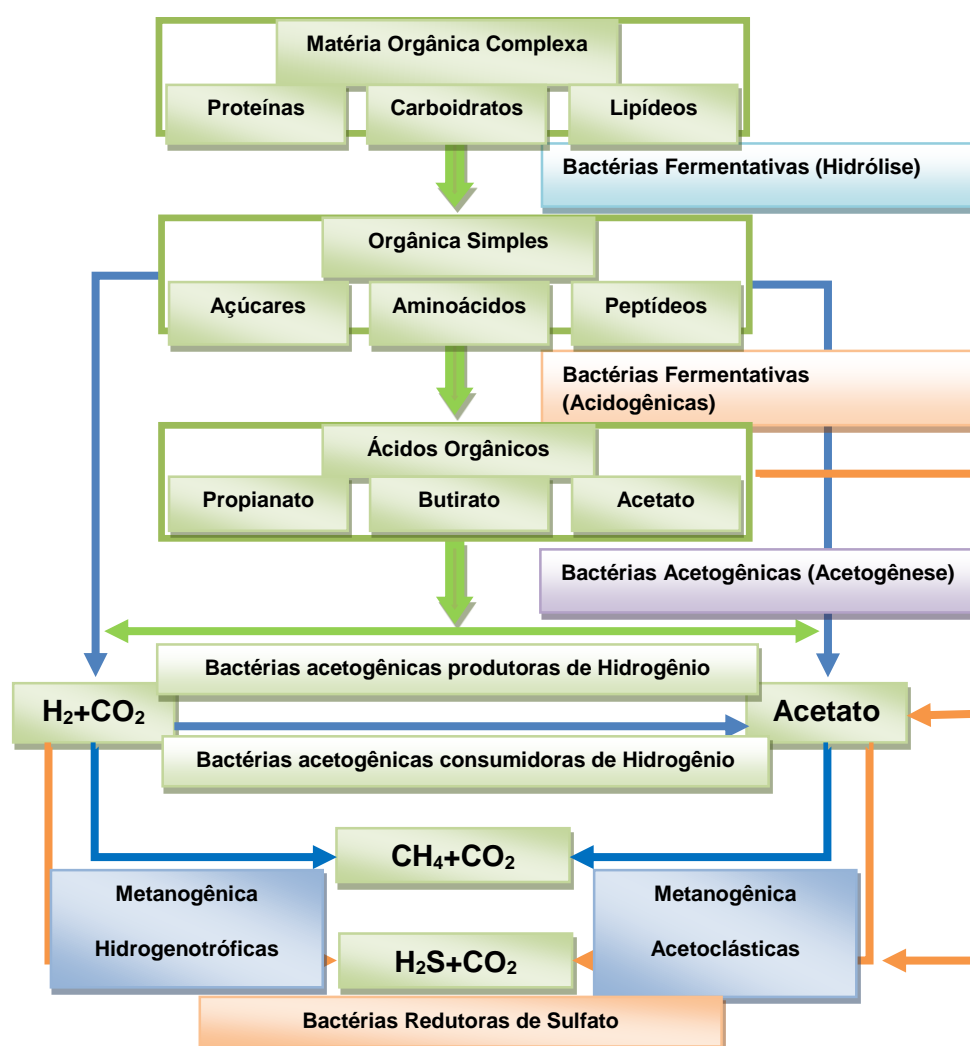 Matéria Orgânica Complexa
Proteínas
Carboidratos
Lipídeos
Bactérias Fermentativas (Hidrólise)
Orgânica Simples
Açúcares
Aminoácidos
Peptídeos
Bactérias Fermentativas
(Acidogênicas)
Ácidos Orgânicos
Propianato
Butirato
Acetato
Bactérias Acetogênicas (Acetogênese)
Bactérias acetogênicas produtoras de Hidrogênio
H₂+CO₂
Acetato
Bactérias acetogênicas consumidoras de Hidrogênio
CH₄+CO₂
Metanogênica
Hidrogenotróficas
Metanogênica
Acetoclásticas
H₂S+CO₂
Bactérias Redutoras de Sulfato